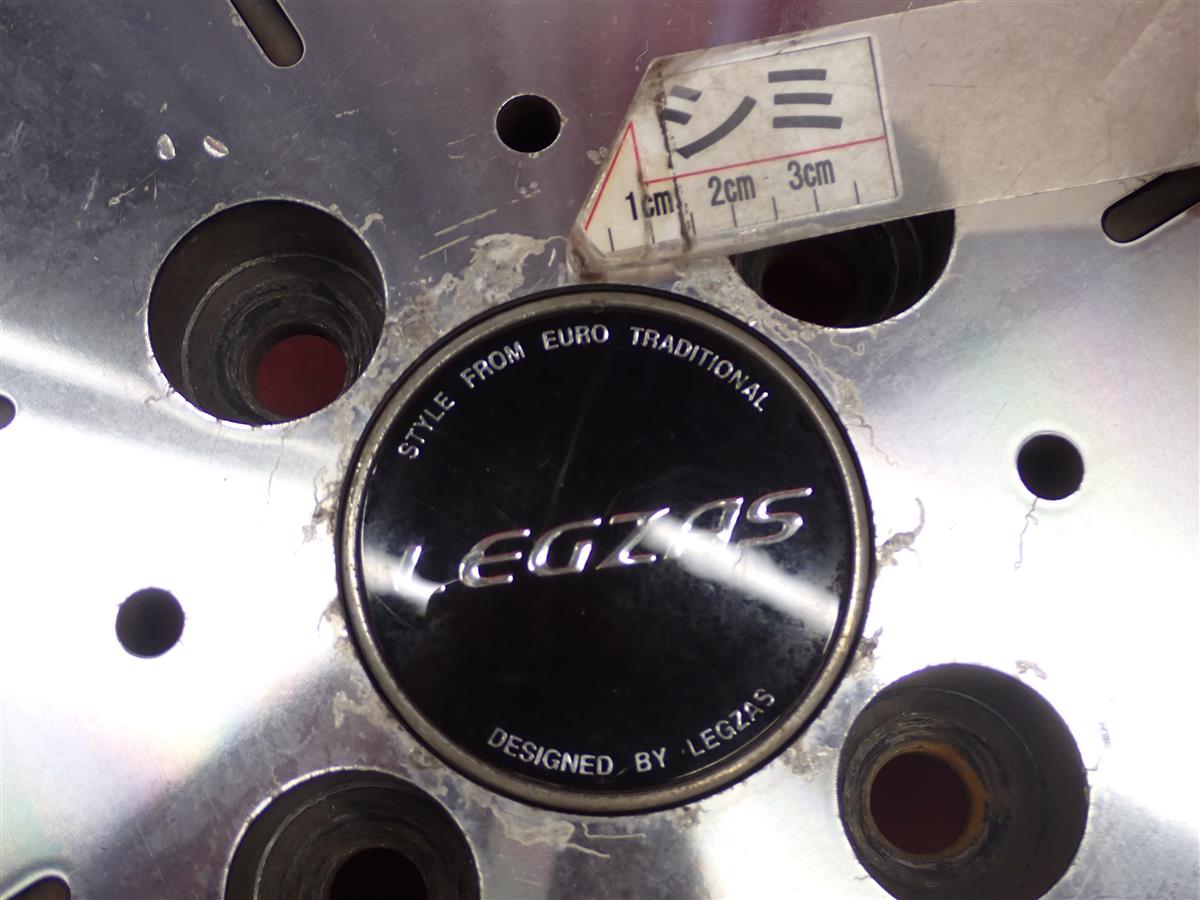 シミ
1cm 2cm 3cm
STYLE FROM EURO TRADITIONAL
LEGZAS
DESIGNED BY LEGZAS